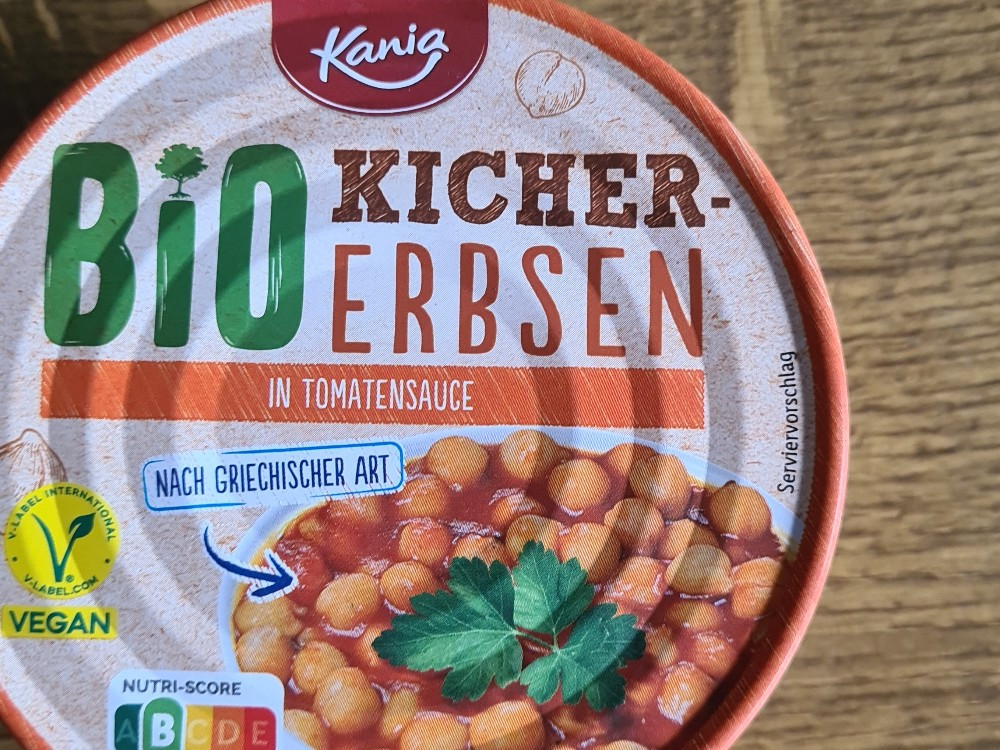 Kania
BiO
KICHER-
ERBSEN
IN TOMATENSAUCE
NACH GRIECHISCHER ART
Serviervorschlag
V-LABEL INTERNATIONAL
V
®
V-LABEL.COM
VEGAN
NUTRI-SCORE
A B C D E